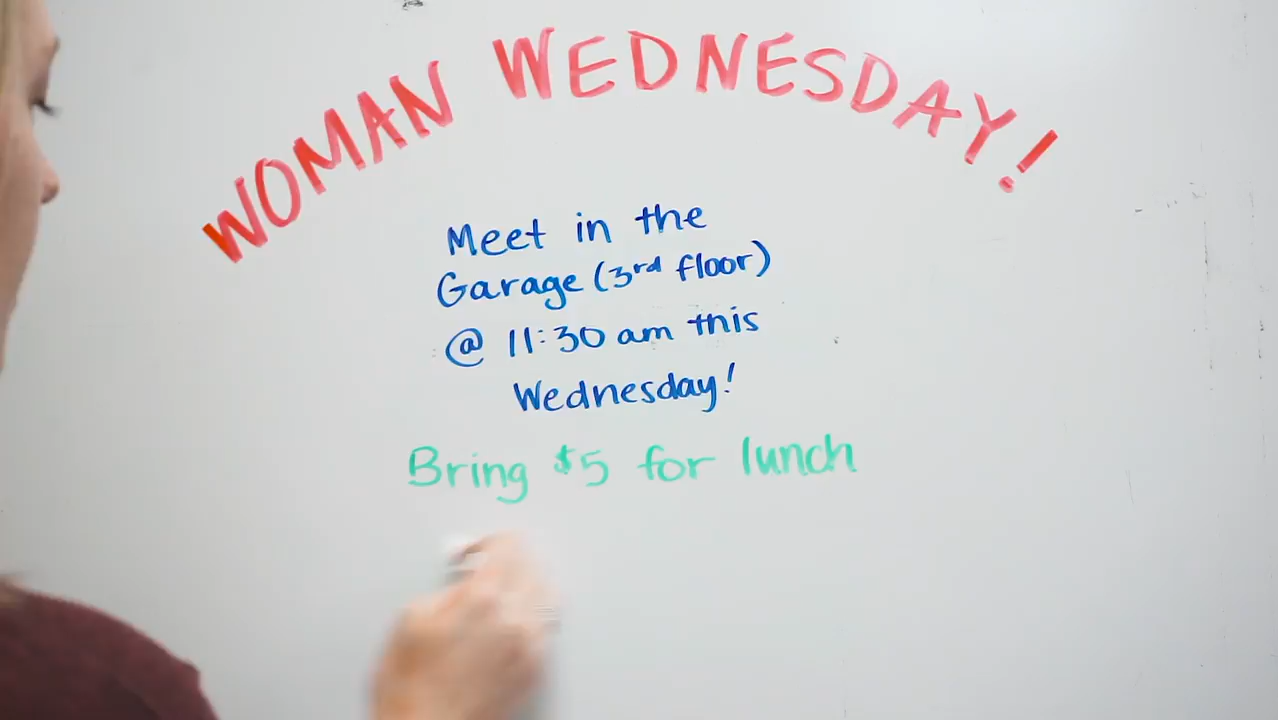 WOMAN WEDNESDAY!
Meet in the
Garage (3rd floor)
@ 11:30 am this
Wednesday!
Bring $5 for lunch